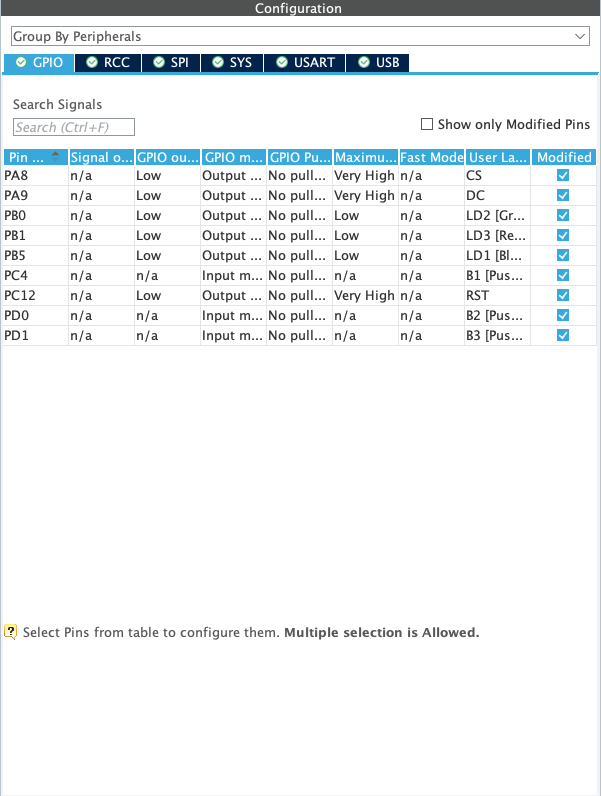 Configuration
Group By Peripherals
GPIO RCC SPI SYS USART USB
Search Signals
Search (Ctrl+F)
Show only Modified Pins
Pin ... Signal o... GPIO ou... GPIO m... GPIO Pu... Maximu... Fast Mode User La... Modified
PA8 n/a Low Output ... No pull... Very High n/a CS
PA9 n/a Low Output ... No pull... Very High n/a DC
PB0 n/a Low Output ... No pull... Low n/a LD2 [Gr...
PB1 n/a Low Output ... No pull... Low n/a LD3 [Re...
PB5 n/a Low Output ... No pull... Low n/a LD1 [Bl...
PC4 n/a n/a Input m... No pull... n/a n/a B1 [Pus...
PC12 n/a Low Output ... No pull... Very High n/a RST
PD0 n/a n/a Input m... No pull... n/a n/a B2 [Pus...
PD1 n/a n/a Input m... No pull... n/a n/a B3 [Pus...
? Select Pins from table to configure them. Multiple selection is Allowed.